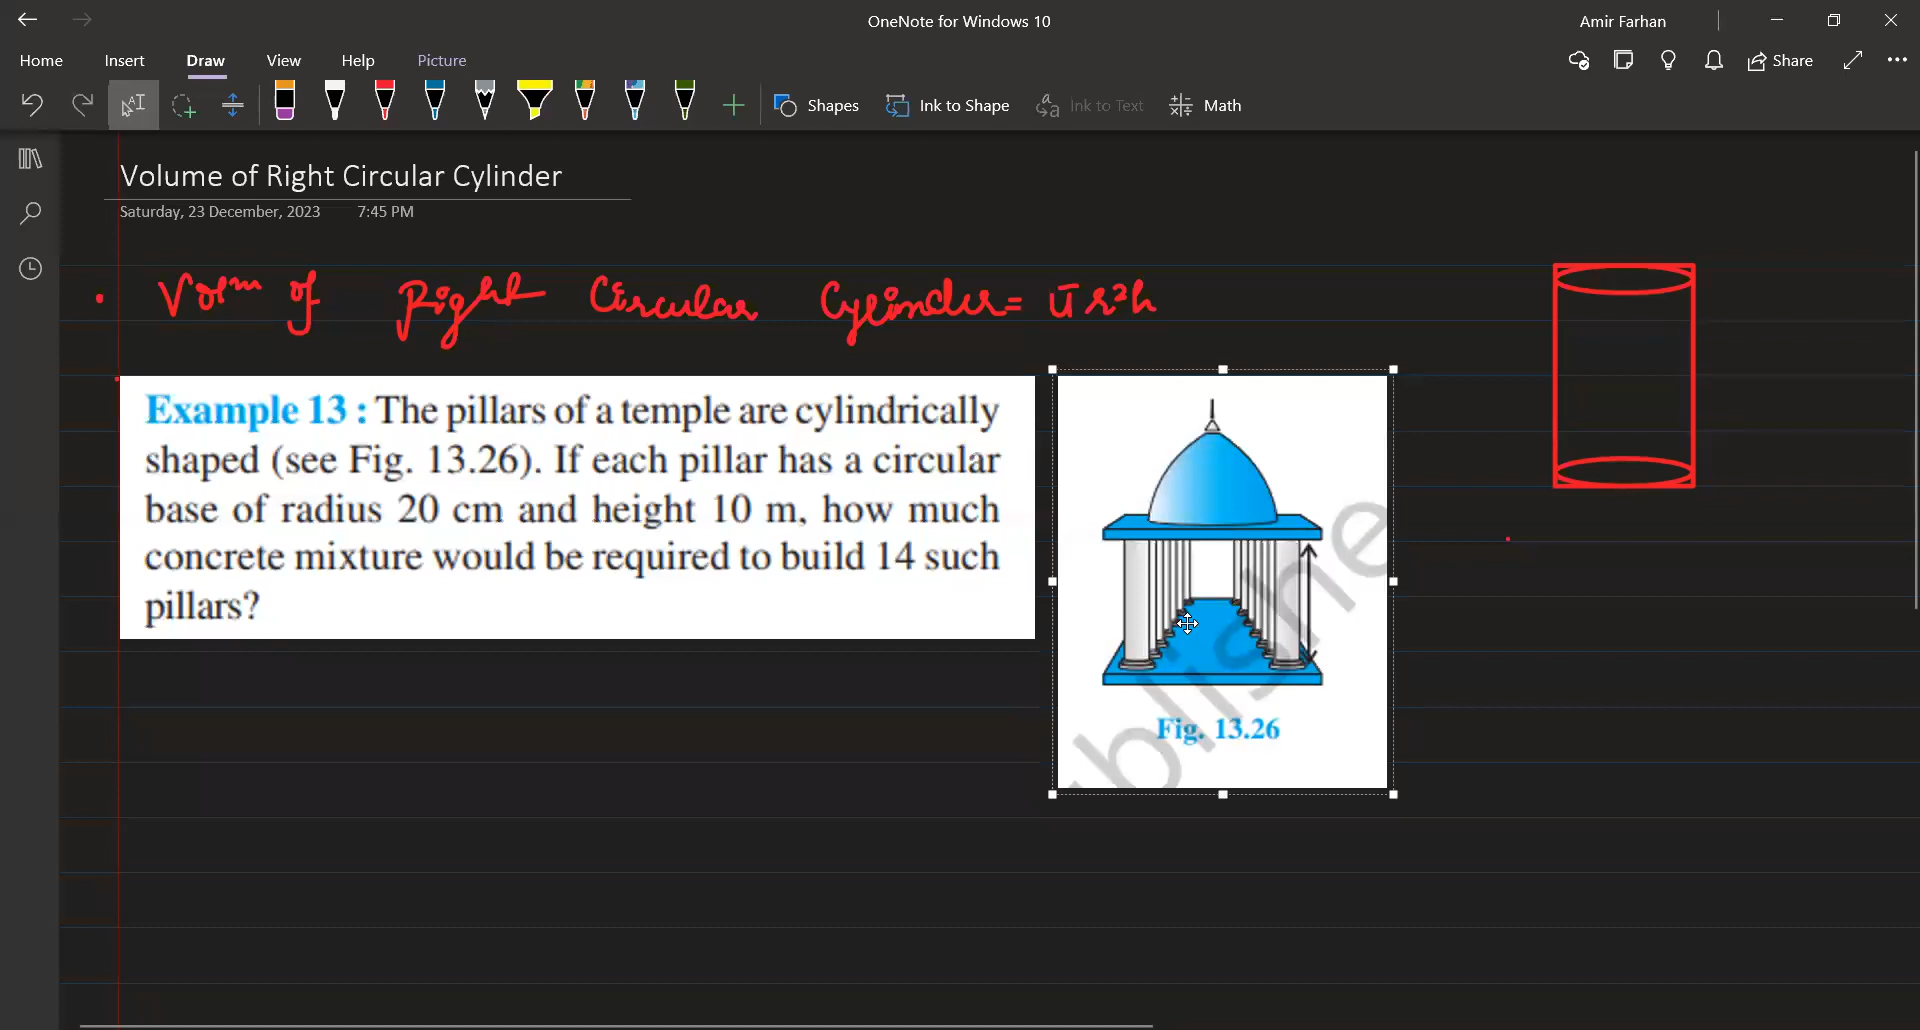 OneNote for Windows 10
Amir Farhan
Home Insert Draw View Help Picture
Share
Shapes Ink to Shape Ink to Text Math
Volume of Right Circular Cylinder
Saturday, 23 December, 2023 7:45 PM
of Right Circular Cylinder = πr²h
Example 13 : The pillars of a temple are cylindrically
shaped (see Fig. 13.26). If each pillar has a circular
base of radius 20 cm and height 10 m, how much
concrete mixture would be required to build 14 such
pillars?
blishe
Fig. 13.26